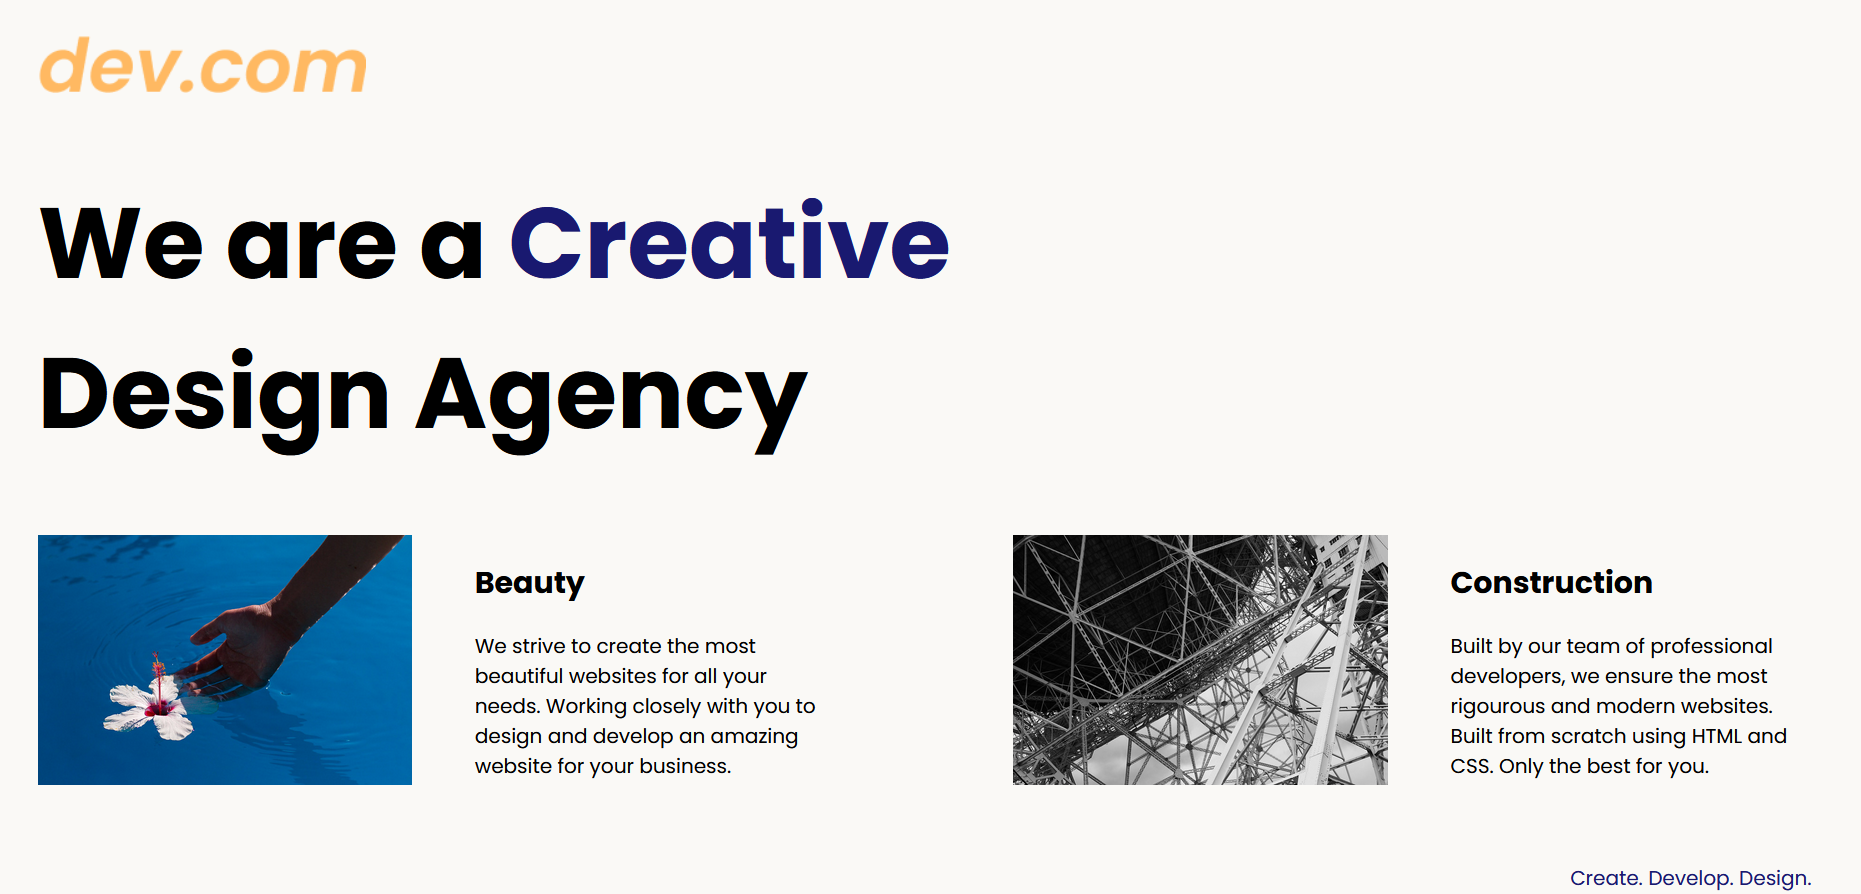 dev.com
We are a Creative
Design Agency
Beauty
We strive to create the most
beautiful websites for all your
needs. Working closely with you to
design and develop an amazing
website for your business.
Construction
Built by our team of professional
developers, we ensure the most
rigourous and modern websites.
Built from scratch using HTML and
CSS. Only the best for you.
Create. Develop. Design.